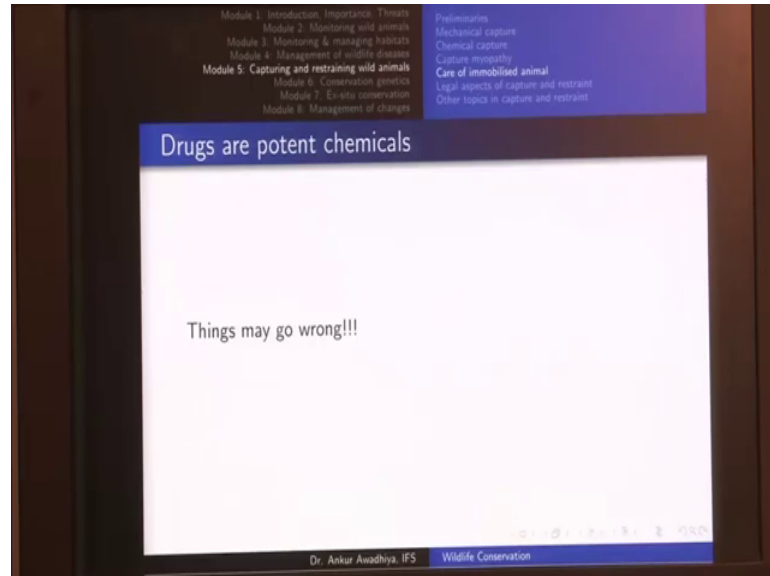 Module 1: Introduction, Importance, Threats
Module 2: Monitoring wild animals
Module 3: Monitoring & managing habitats
Module 4: Management of wildlife diseases
Module 5: Capturing and restraining wild animals
Module 6: Conservation genetics
Module 7: Ex-situ conservation
Module 8: Management of changes
Preliminaries
Mechanical capture
Chemical capture
Capture myopathy
Care of immobilised animal
Legal aspects of capture and restraint
Other topics in capture and restraint
Drugs are potent chemicals
Things may go wrong!!!
Dr. Ankur Awadhiya, IFS
Wildlife Conservation